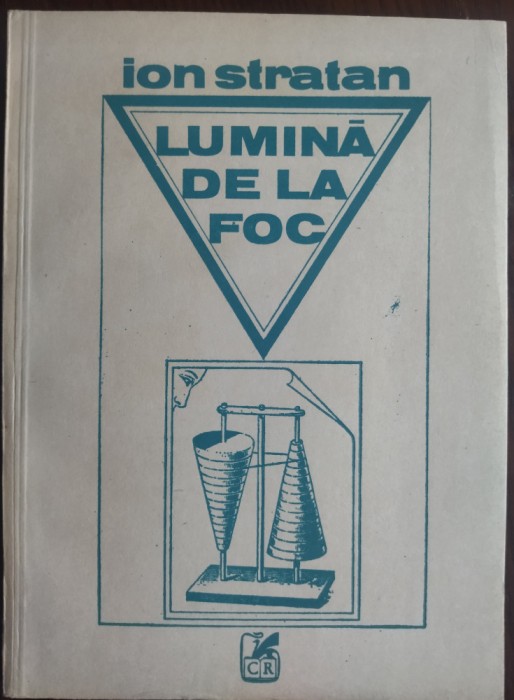 ion stratan
LUMINĂ
DE LA
FOC
CR